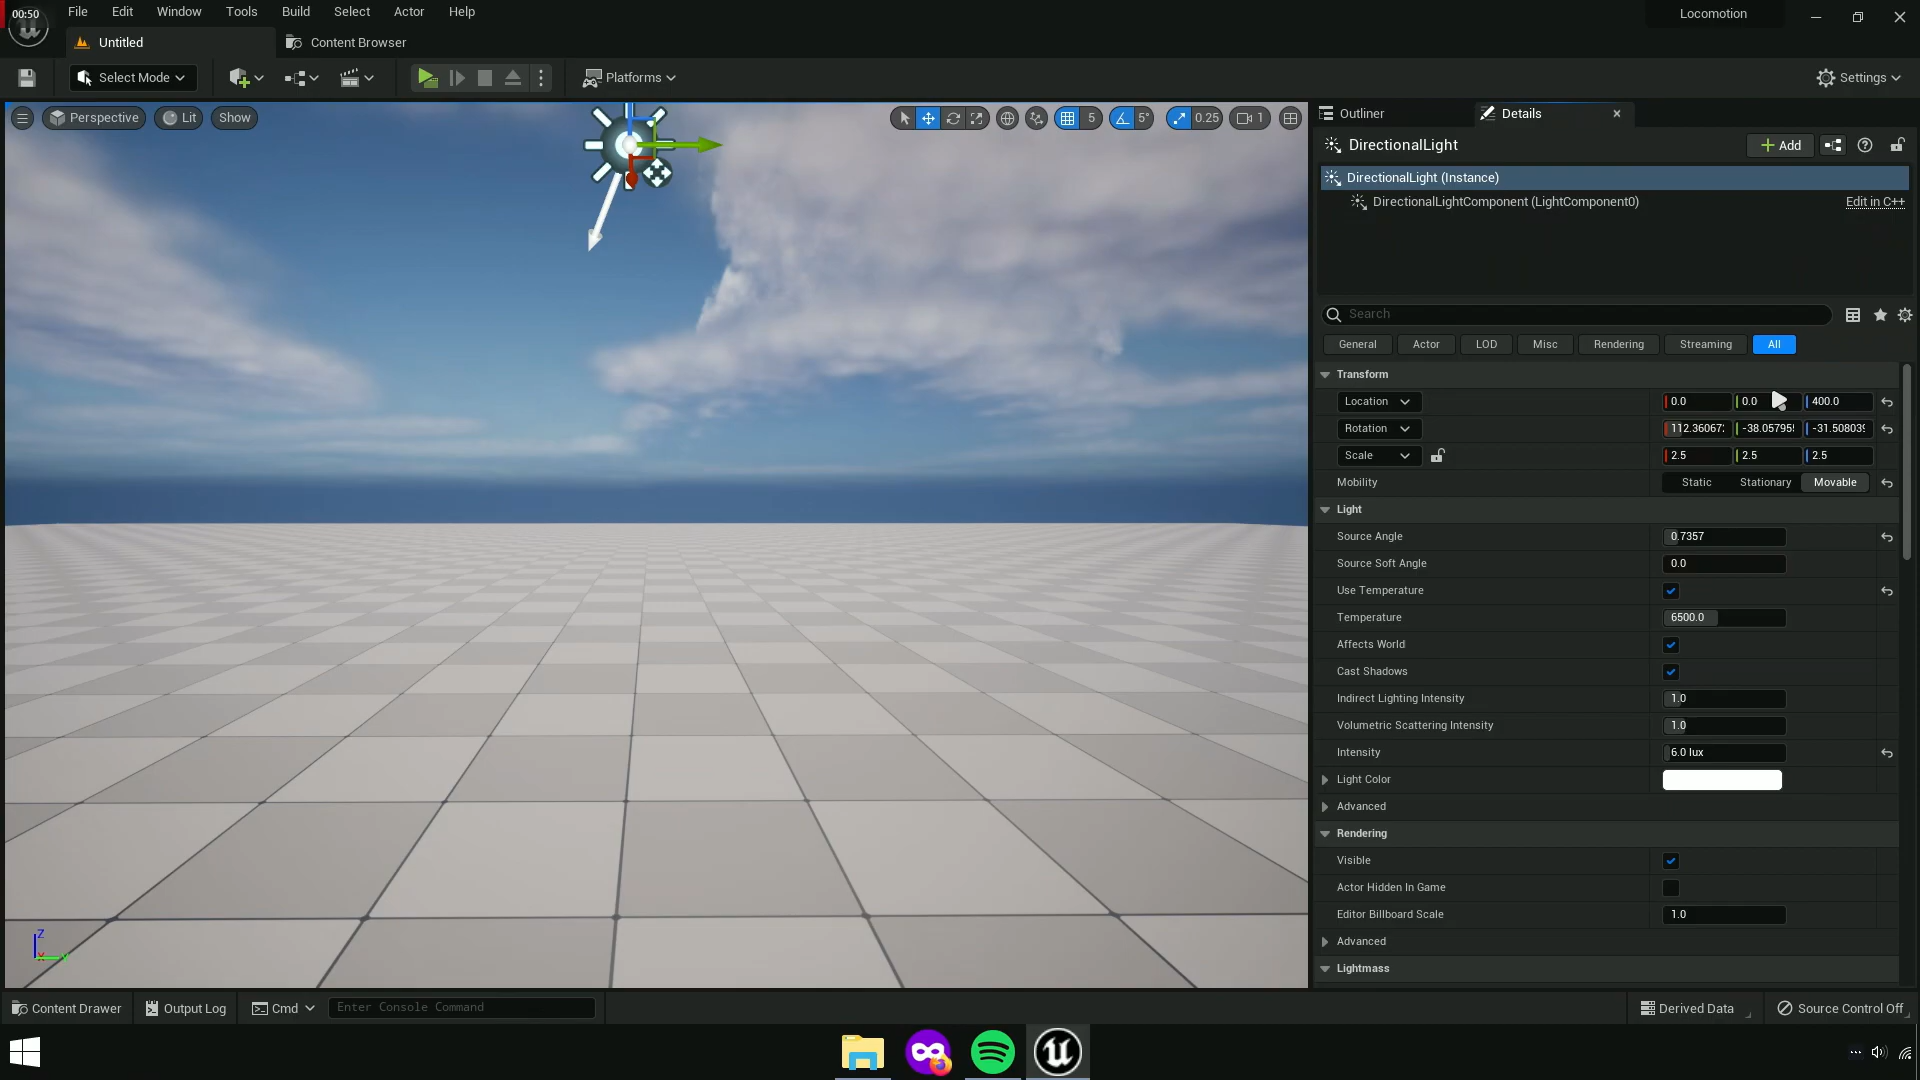 00:50
File
Edit
Window
Tools
Build
Select
Actor
Help
Locomotion
Untitled
Content Browser
Select Mode
Platforms
Settings
Perspective
Lit
Show
5
5°
0.25
1
Outliner
Details
DirectionalLight
Add
DirectionalLight (Instance)
DirectionalLightComponent (LightComponent0)
Edit in C++
Search
General
Actor
LOD
Misc
Rendering
Streaming
All
Transform
Location
0.0
0.0
400.0
Rotation
112.36067
-38.05795
-31.50803
Scale
2.5
2.5
2.5
Mobility
Static
Stationary
Movable
Light
Source Angle
0.7357
Source Soft Angle
0.0
Use Temperature
Temperature
6500.0
Affects World
Cast Shadows
Indirect Lighting Intensity
1.0
Volumetric Scattering Intensity
1.0
Intensity
6.0 lux
Light Color
Advanced
Rendering
Visible
Actor Hidden In Game
Editor Billboard Scale
1.0
Advanced
Lightmass
Z
X
Y
Content Drawer
Output Log
Cmd
Enter Console Command
Derived Data
Source Control Off